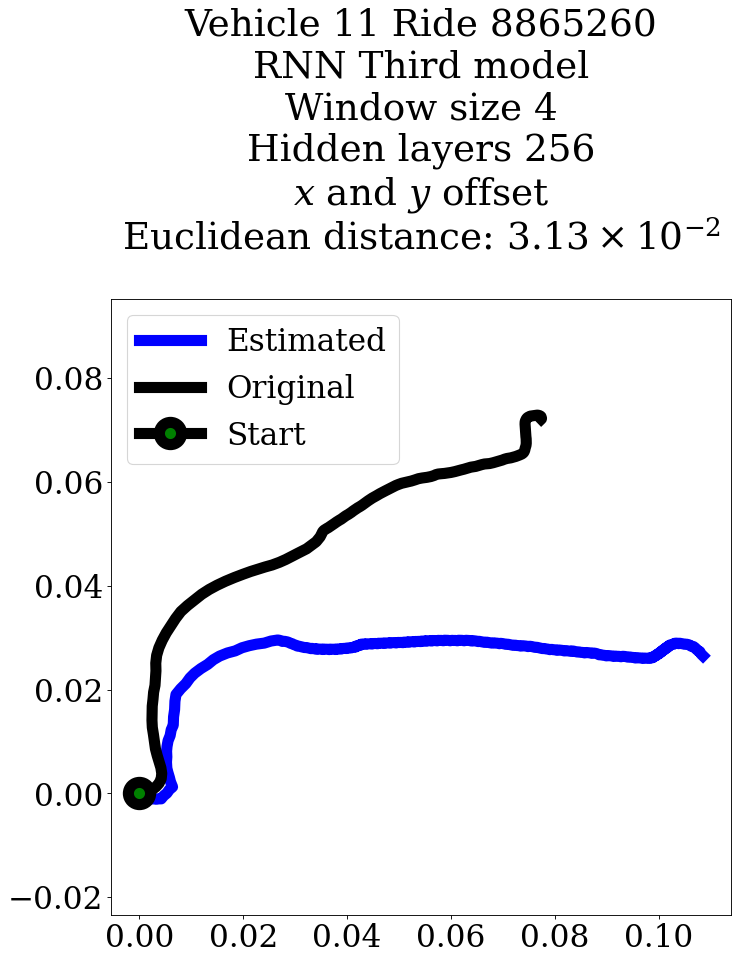 Vehicle 11 Ride 8865260
RNN Third model
Window size 4
Hidden layers 256
x and y offset
Euclidean distance: 3.13 × 10⁻²
Estimated
Original
Start
0.08
0.06
0.04
0.02
0.00
−0.02
0.00 0.02 0.04 0.06 0.08 0.10